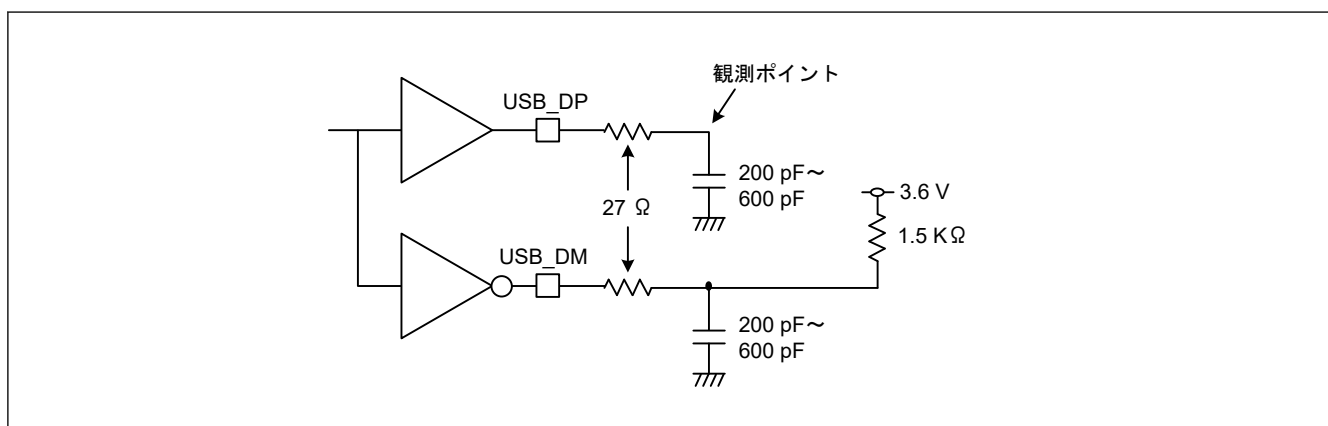 観測ポイント
USB_DP
200 pF～
600 pF
3.6 V
27 Ω
1.5 KΩ
USB_DM
200 pF～
600 pF